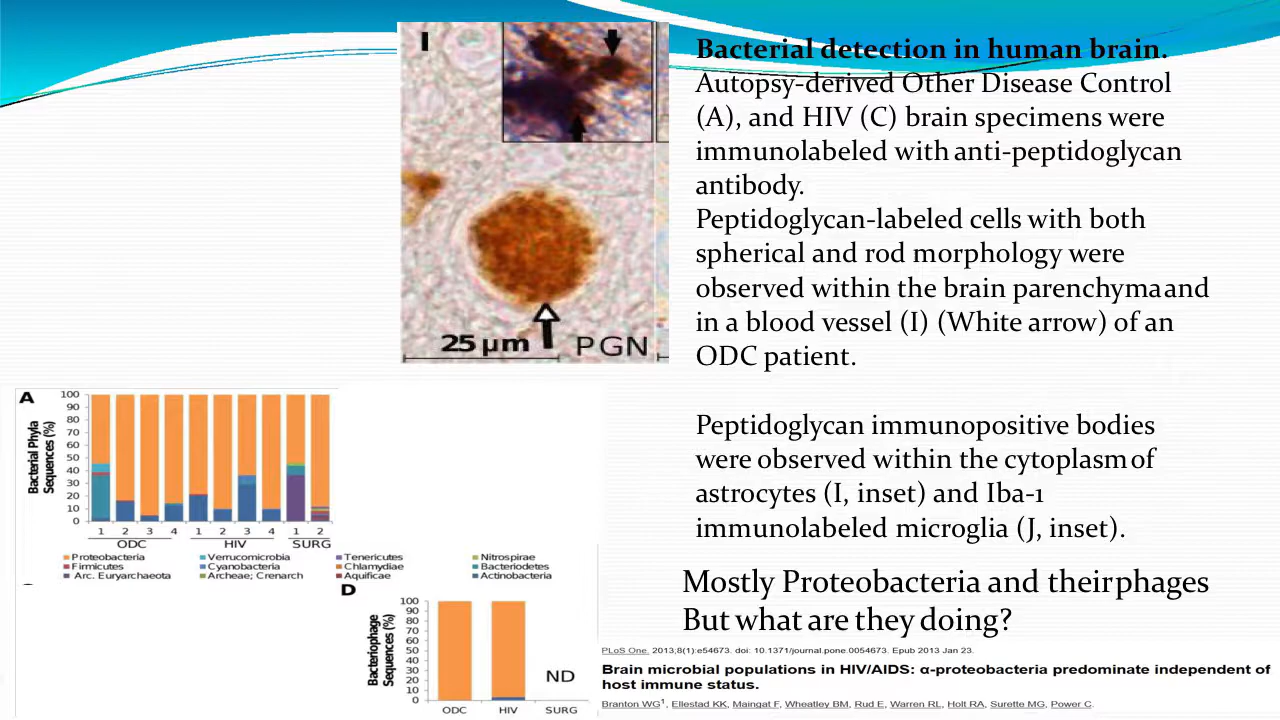 I
25 µm
PGN
Bacterial detection in human brain.
Autopsy-derived Other Disease Control
(A), and HIV (C) brain specimens were
immunolabeled with anti-peptidoglycan
antibody.
Peptidoglycan-labeled cells with both
spherical and rod morphology were
observed within the brain parenchyma and
in a blood vessel (I) (White arrow) of an
ODC patient.
Peptidoglycan immunopositive bodies
were observed within the cytoplasm of
astrocytes (I, inset) and Iba-1
immunolabeled microglia (J, inset).
Mostly Proteobacteria and their phages
But what are they doing?
A
Bacterial Phyla
Sequences (%)
100
90
80
70
60
50
40
30
20
10
0
1 2 3 4 1 2 3 4 1 2
ODC HIV SURG
Proteobacteria Verrucomicrobia Tenericutes Nitrospirae
Firmicutes Cyanobacteria Chlamydiae Bacteriodetes
Arc. Euryarchaeota Archeae; Crenarch Aquificae Actinobacteria
D
Bacteriophage
Sequences (%)
100
90
80
70
60
50
40
30
20
10
0
ND
ODC HIV SURG
PLoS One. 2013;8(1):e54673. doi: 10.1371/journal.pone.0054673. Epub 2013 Jan 23.
Brain microbial populations in HIV/AIDS: α-proteobacteria predominate independent of
host immune status.
Branton WG1, Ellestad KK, Maingat F, Wheatley BM, Rud E, Warren RL, Holt RA, Surette MG, Power C.